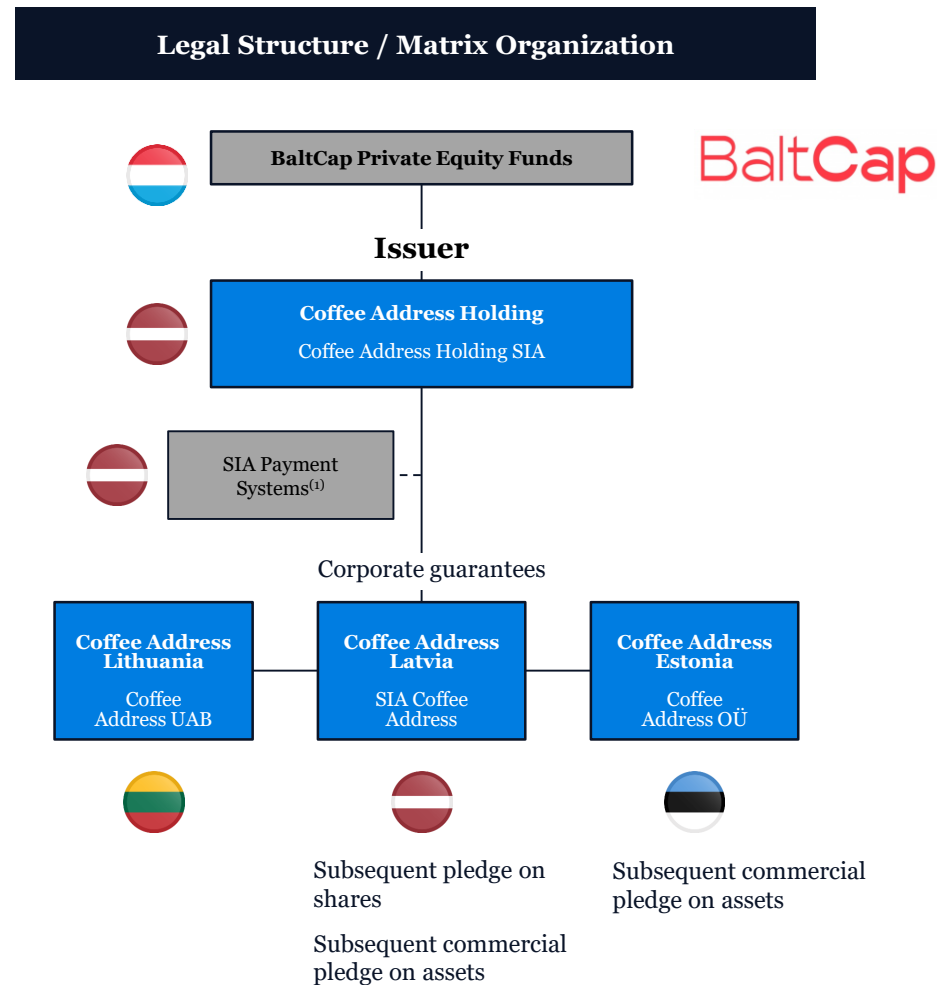 Legal Structure / Matrix Organization
BaltCap Private Equity Funds
BaltCap
Issuer
Coffee Address Holding
Coffee Address Holding SIA
SIA Payment
Systems(1)
Corporate guarantees
Coffee Address
Lithuania
Coffee
Address UAB
Coffee Address
Latvia
SIA Coffee
Address
Coffee Address
Estonia
Coffee
Address OÜ
Subsequent pledge on
shares
Subsequent commercial
pledge on assets
Subsequent commercial
pledge on assets